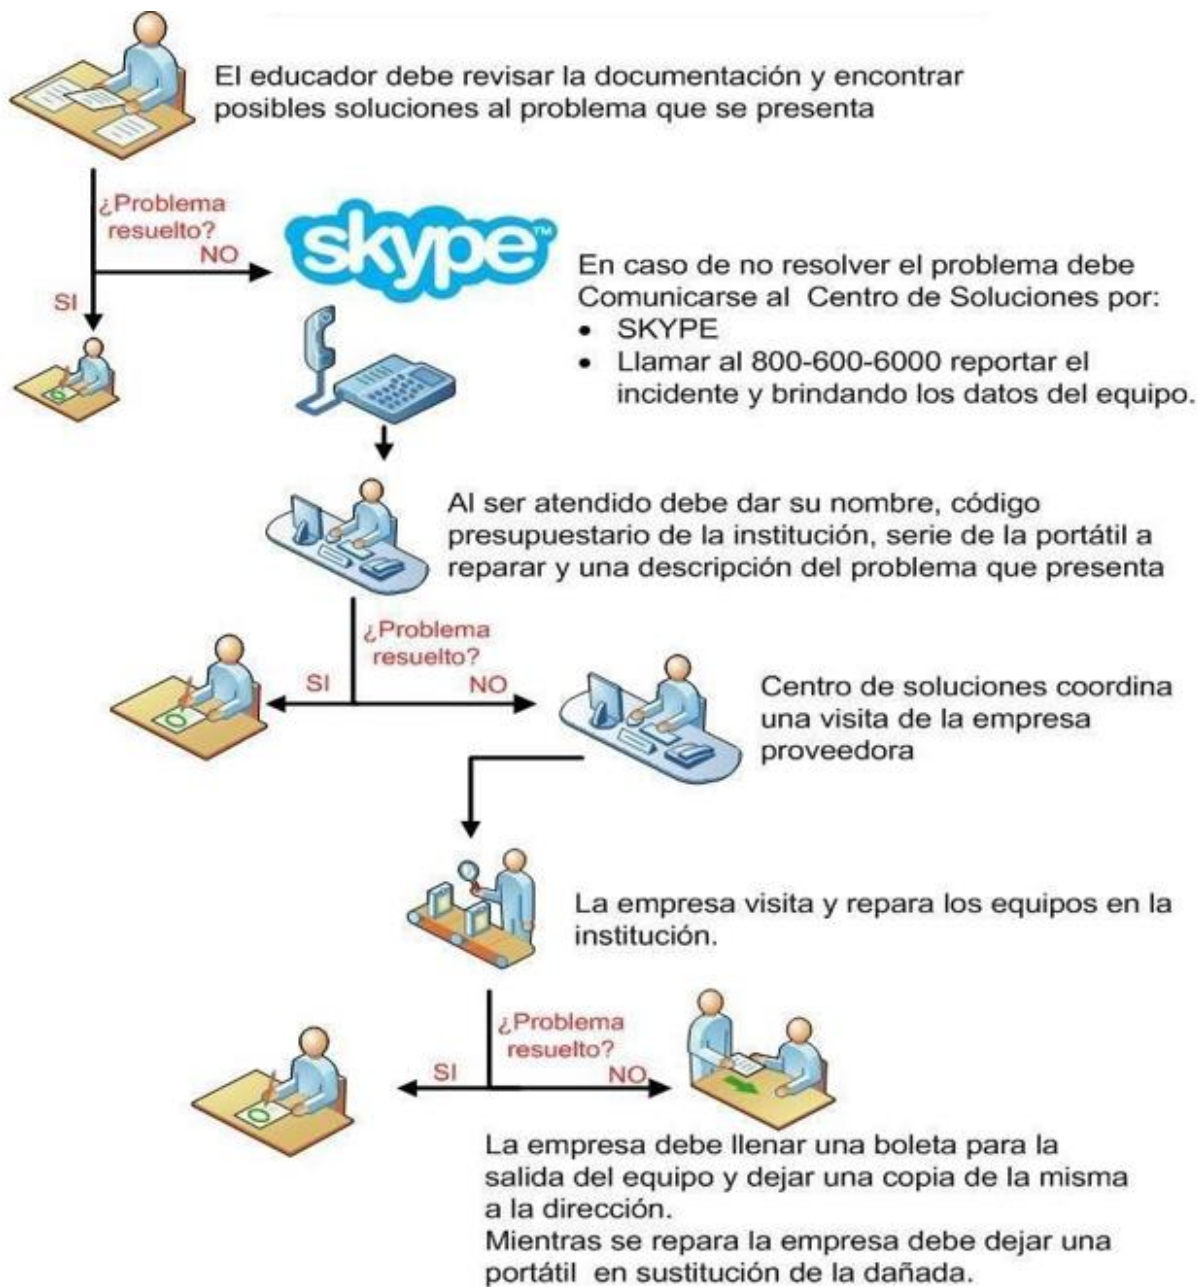 El educador debe revisar la documentación y encontrar
posibles soluciones al problema que se presenta
¿Problema
resuelto?
NO
SI
skype™
En caso de no resolver el problema debe
Comunicarse al Centro de Soluciones por:
• SKYPE
• Llamar al 800-600-6000 reportar el
incidente y brindando los datos del equipo.
Al ser atendido debe dar su nombre, código
presupuestario de la institución, serie de la portátil a
reparar y una descripción del problema que presenta
¿Problema
resuelto?
SI
NO
Centro de soluciones coordina
una visita de la empresa
proveedora
La empresa visita y repara los equipos en la
institución.
¿Problema
resuelto?
SI
NO
La empresa debe llenar una boleta para la
salida del equipo y dejar una copia de la misma
a la dirección.
Mientras se repara la empresa debe dejar una
portátil en sustitución de la dañada.